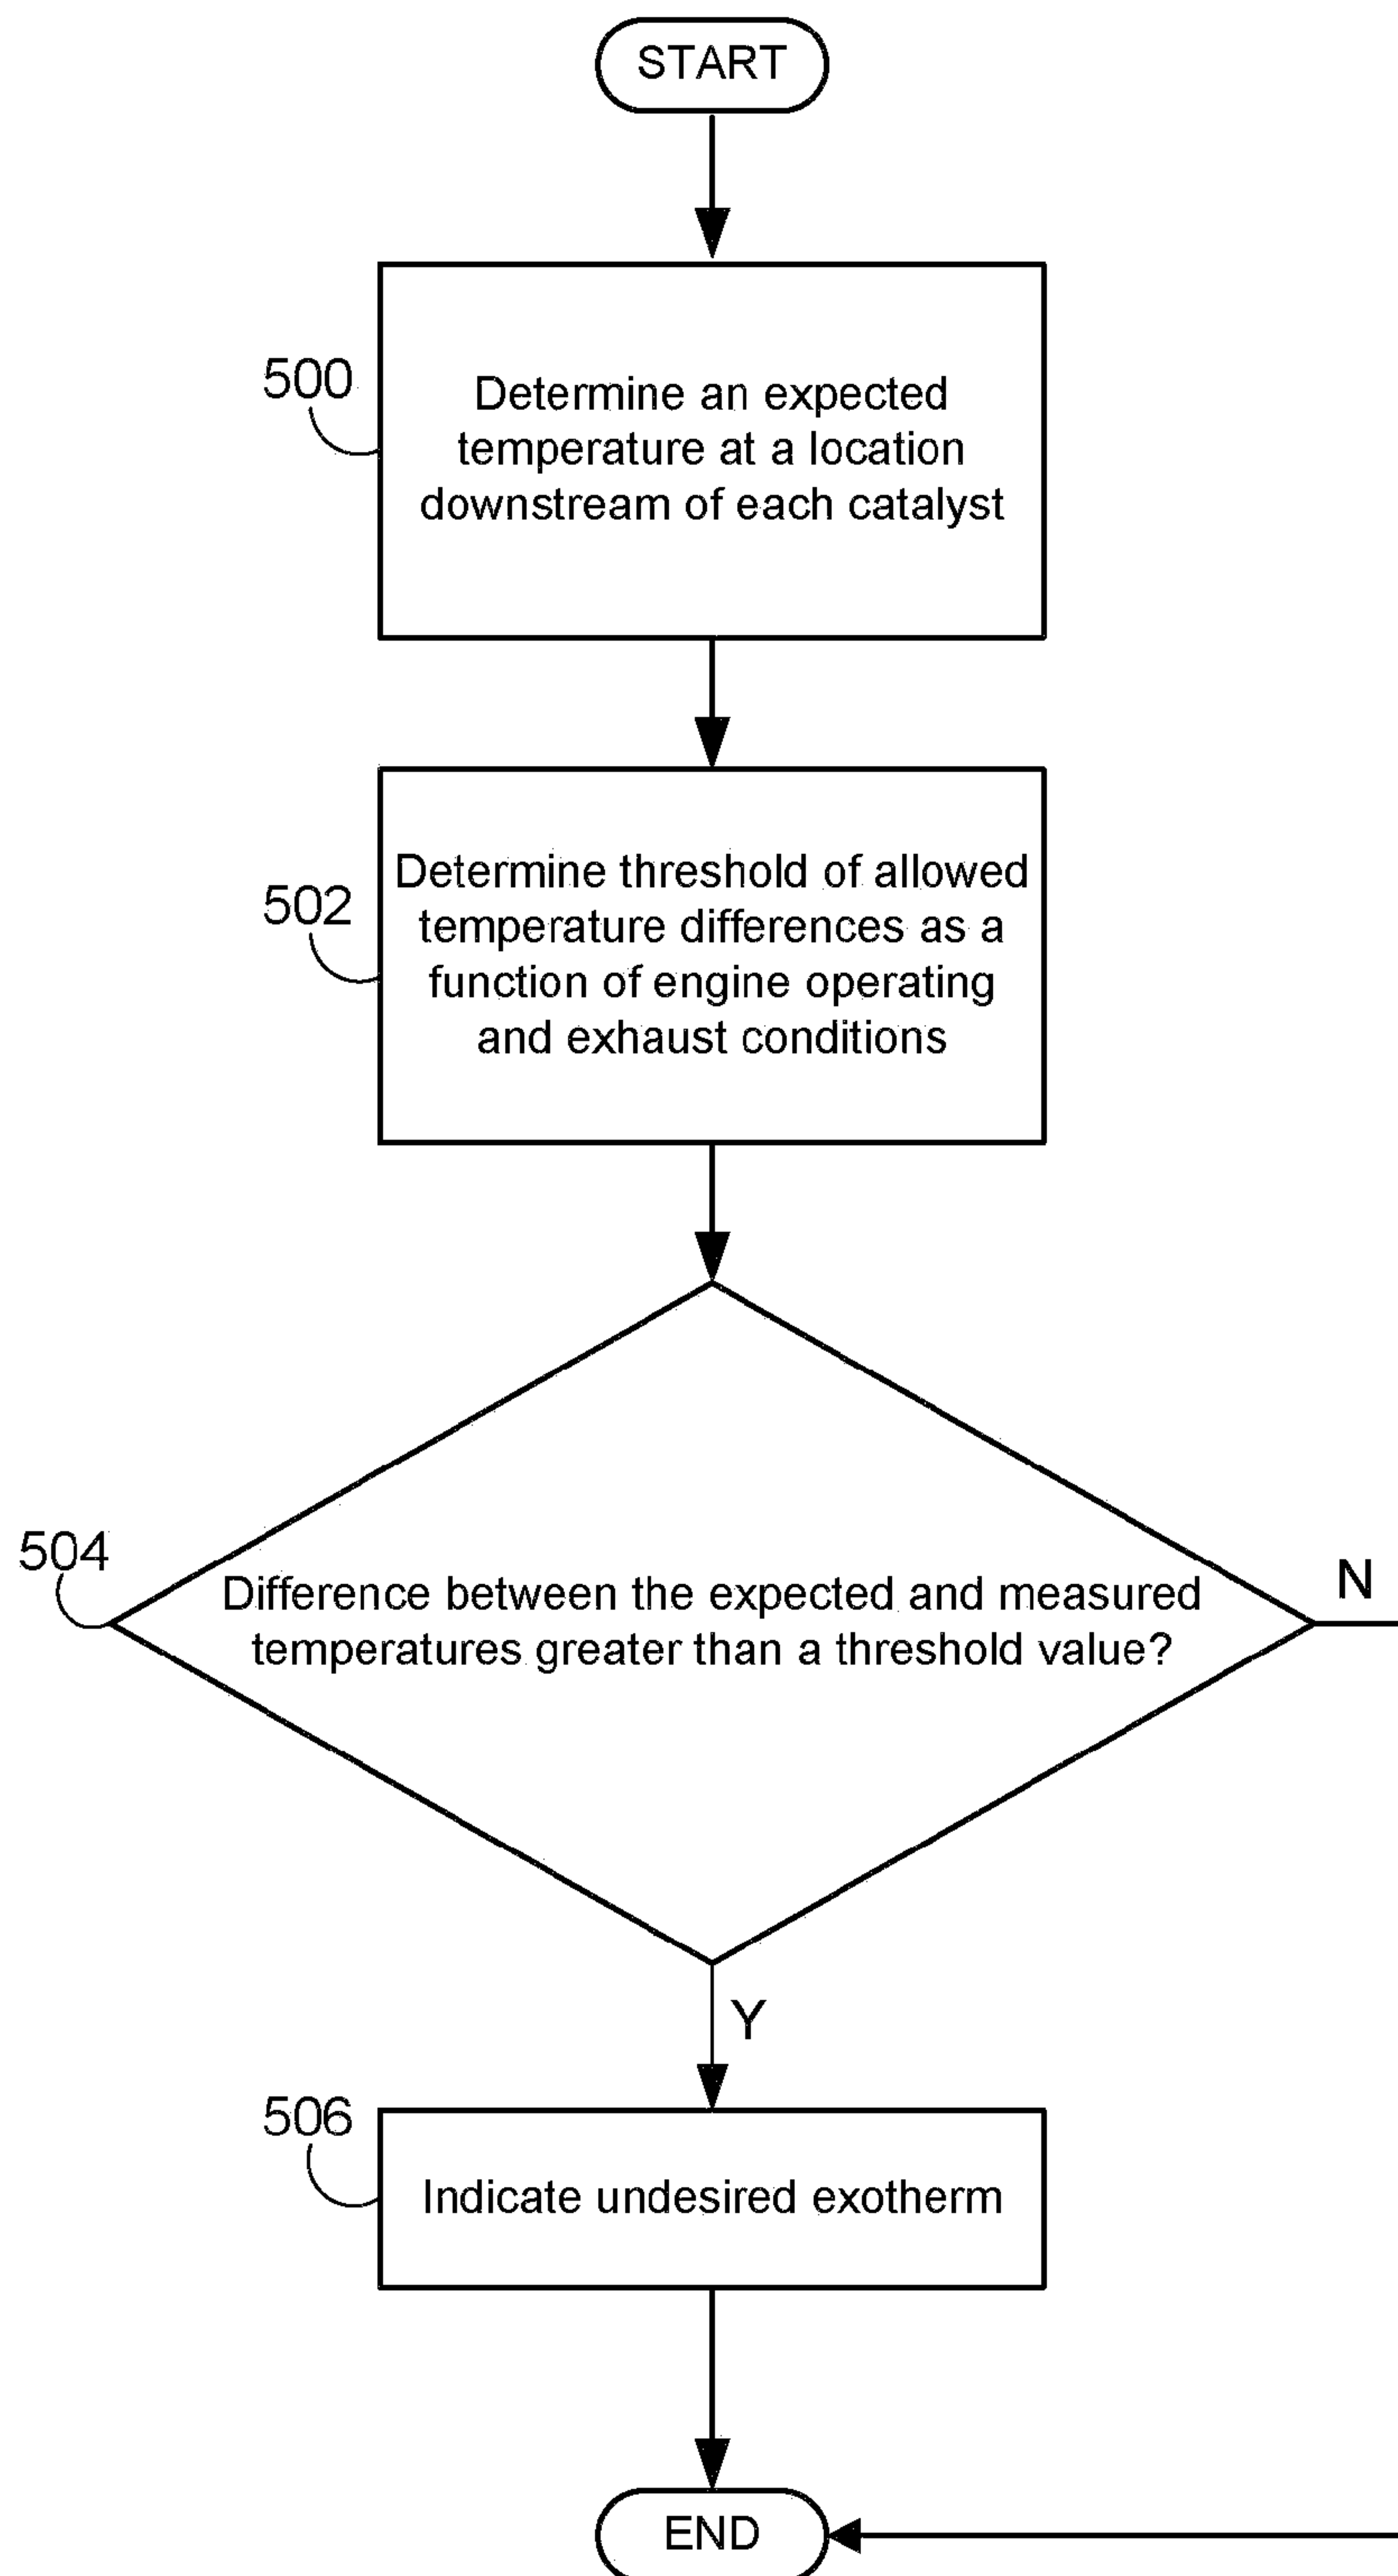 START
500
Determine an expected
temperature at a location
downstream of each catalyst
502
Determine threshold of allowed
temperature differences as a
function of engine operating
and exhaust conditions
504
Difference between the expected and measured
temperatures greater than a threshold value?
N
Y
506
Indicate undesired exotherm
END